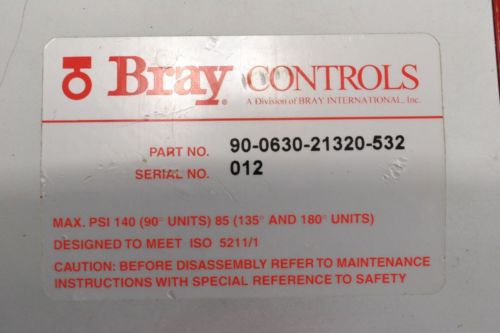 Bray CONTROLS
A Division of BRAY INTERNATIONAL, Inc.
PART NO. 90-0630-21320-532
SERIAL NO. 012
MAX. PSI 140 (90° UNITS) 85 (135° AND 180° UNITS)
DESIGNED TO MEET ISO 5211/1
CAUTION: BEFORE DISASSEMBLY REFER TO MAINTENANCE
INSTRUCTIONS WITH SPECIAL REFERENCE TO SAFETY